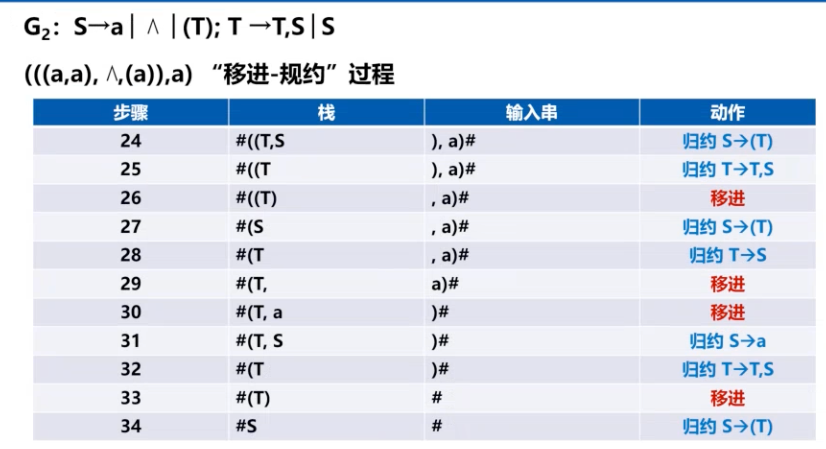 G₂：S→a│∧│(T); T →T,S│S
(((a,a), ∧,(a)),a) “移进-规约”过程
步骤 栈 输入串 动作
24 #((T,S ), a)# 归约 S→(T)
25 #((T ), a)# 归约 T→T,S
26 #((T) , a)# 移进
27 #(S , a)# 归约 S→(T)
28 #(T , a)# 归约 T→S
29 #(T, a)# 移进
30 #(T, a )# 移进
31 #(T, S )# 归约 S→a
32 #(T )# 归约 T→T,S
33 #(T) # 移进
34 #S # 归约 S→(T)